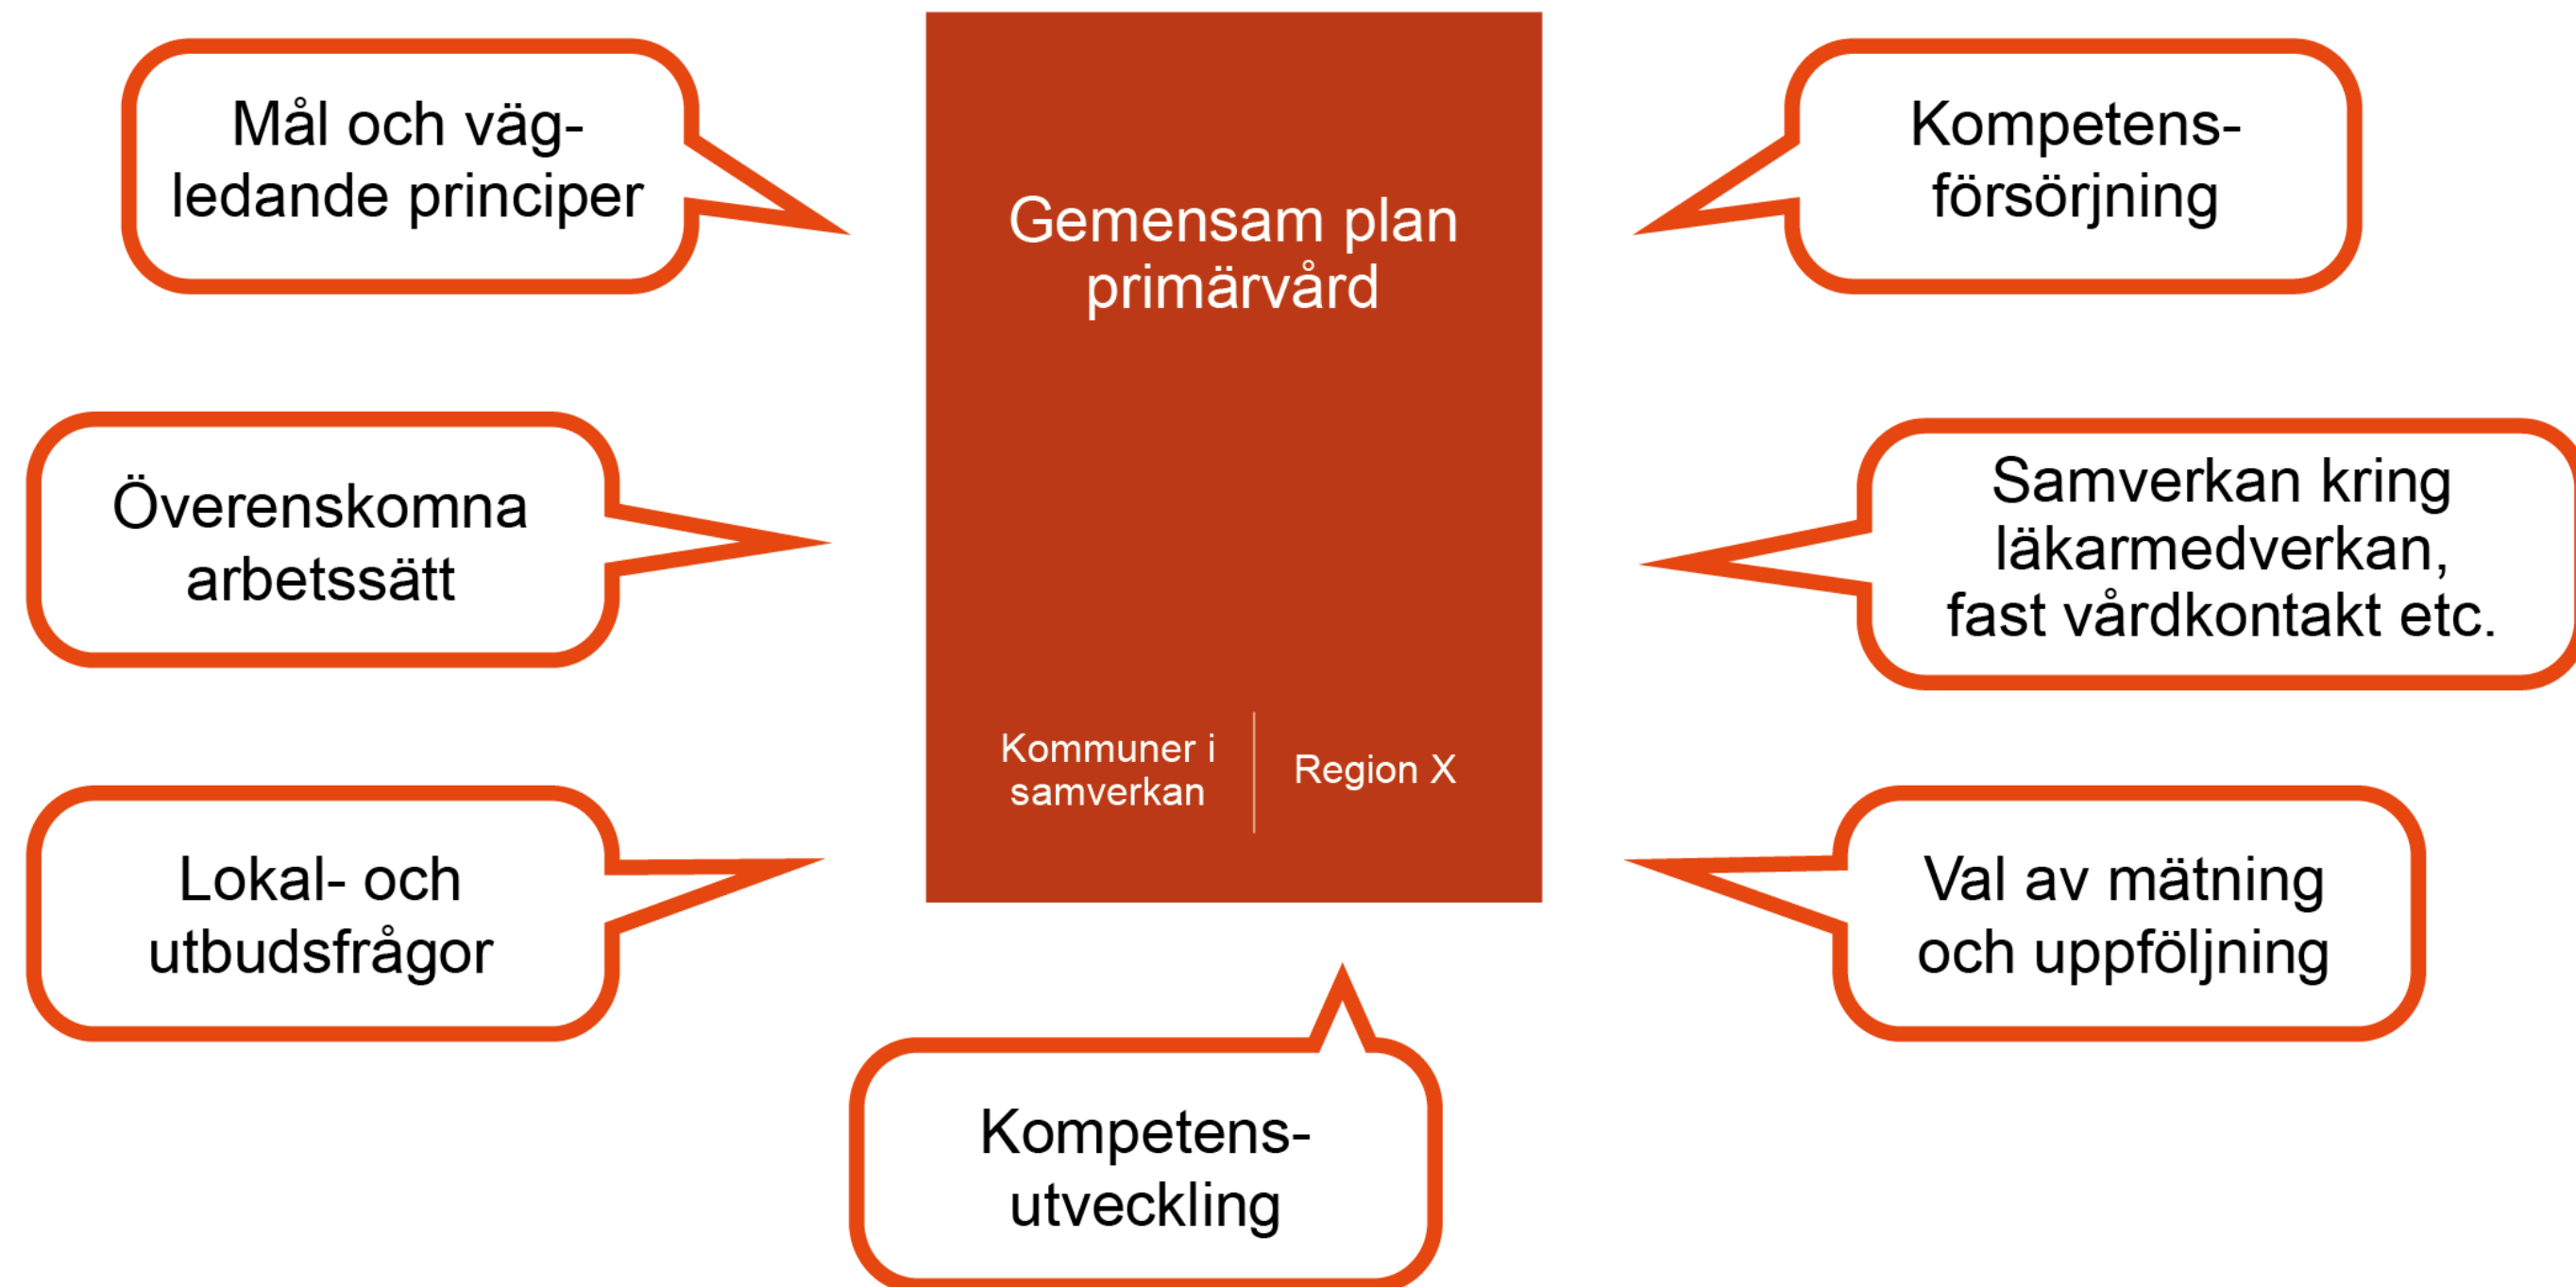 Mål och väg-
ledande principer
Överenskomna
arbetssätt
Lokal- och
utbudsfrågor
Gemensam plan
primärvård
Kommuner i
samverkan
Region X
Kompetens-
försörjning
Samverkan kring
läkarmedverkan,
fast vårdkontakt etc.
Val av mätning
och uppföljning
Kompetens-
utveckling